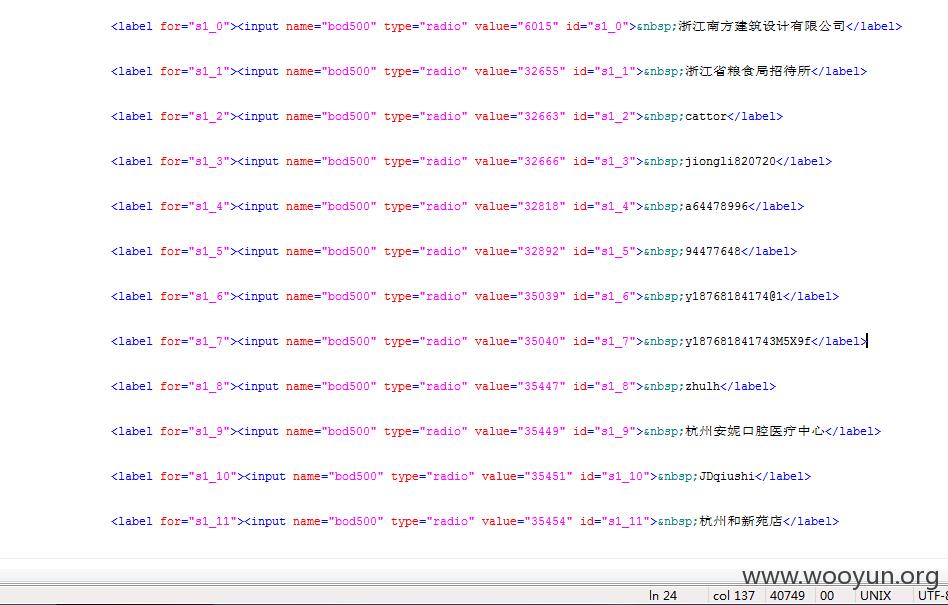 <label for="s1_0"><input name="bod500" type="radio" value="6015" id="s1_0">&nbsp;浙江南方建筑设计有限公司</label>
<label for="s1_1"><input name="bod500" type="radio" value="32655" id="s1_1">&nbsp;浙江省粮食局招待所</label>
<label for="s1_2"><input name="bod500" type="radio" value="32663" id="s1_2">&nbsp;cattor</label>
<label for="s1_3"><input name="bod500" type="radio" value="32666" id="s1_3">&nbsp;jiongli820720</label>
<label for="s1_4"><input name="bod500" type="radio" value="32818" id="s1_4">&nbsp;a64478996</label>
<label for="s1_5"><input name="bod500" type="radio" value="32892" id="s1_5">&nbsp;94477648</label>
<label for="s1_6"><input name="bod500" type="radio" value="35039" id="s1_6">&nbsp;y18768184174@1</label>
<label for="s1_7"><input name="bod500" type="radio" value="35040" id="s1_7">&nbsp;y187681841743M5X9f</label>
<label for="s1_8"><input name="bod500" type="radio" value="35447" id="s1_8">&nbsp;zhulh</label>
<label for="s1_9"><input name="bod500" type="radio" value="35449" id="s1_9">&nbsp;杭州安妮口腔医疗中心</label>
<label for="s1_10"><input name="bod500" type="radio" value="35451" id="s1_10">&nbsp;JDqiushi</label>
<label for="s1_11"><input name="bod500" type="radio" value="35454" id="s1_11">&nbsp;杭州和新苑店</label>
www.wooyun.org
ln 24 col 137 40749 00 UNIX UTF-8